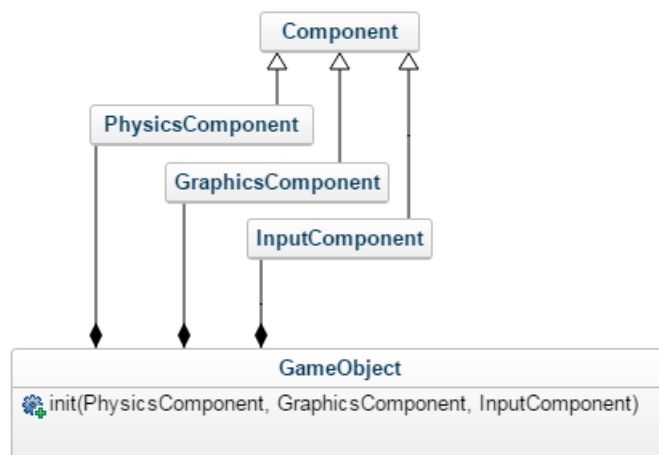 Component
PhysicsComponent
GraphicsComponent
InputComponent
GameObject
init(PhysicsComponent, GraphicsComponent, InputComponent)